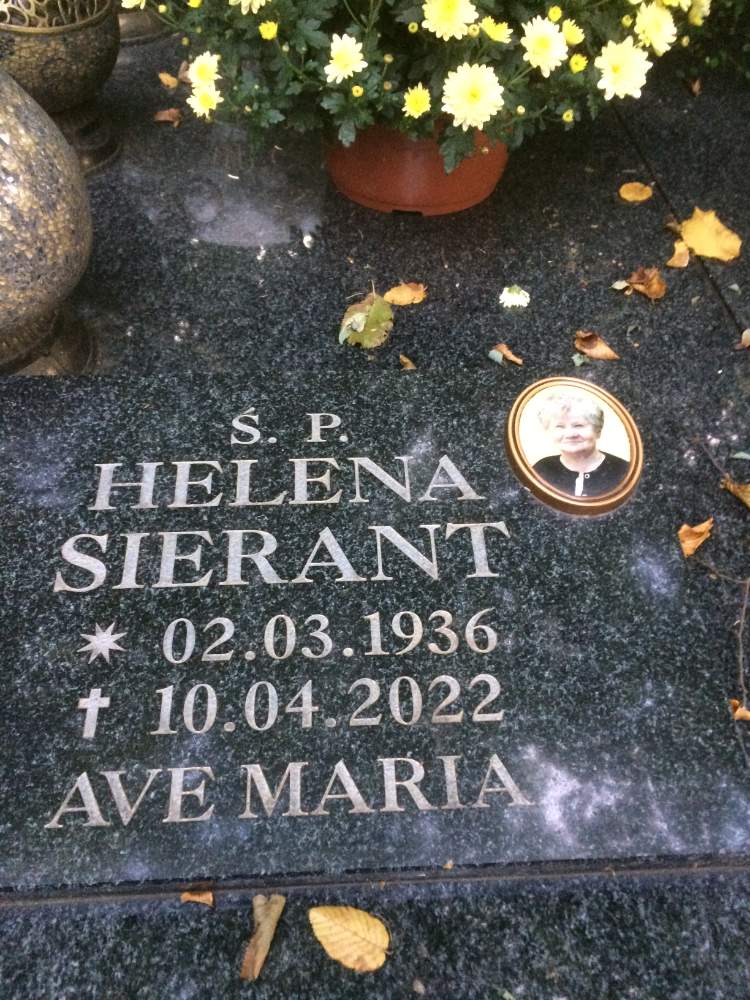 Ś. P.
HELENA
SIERANT
02.03.1936
10.04.2022
AVE MARIA